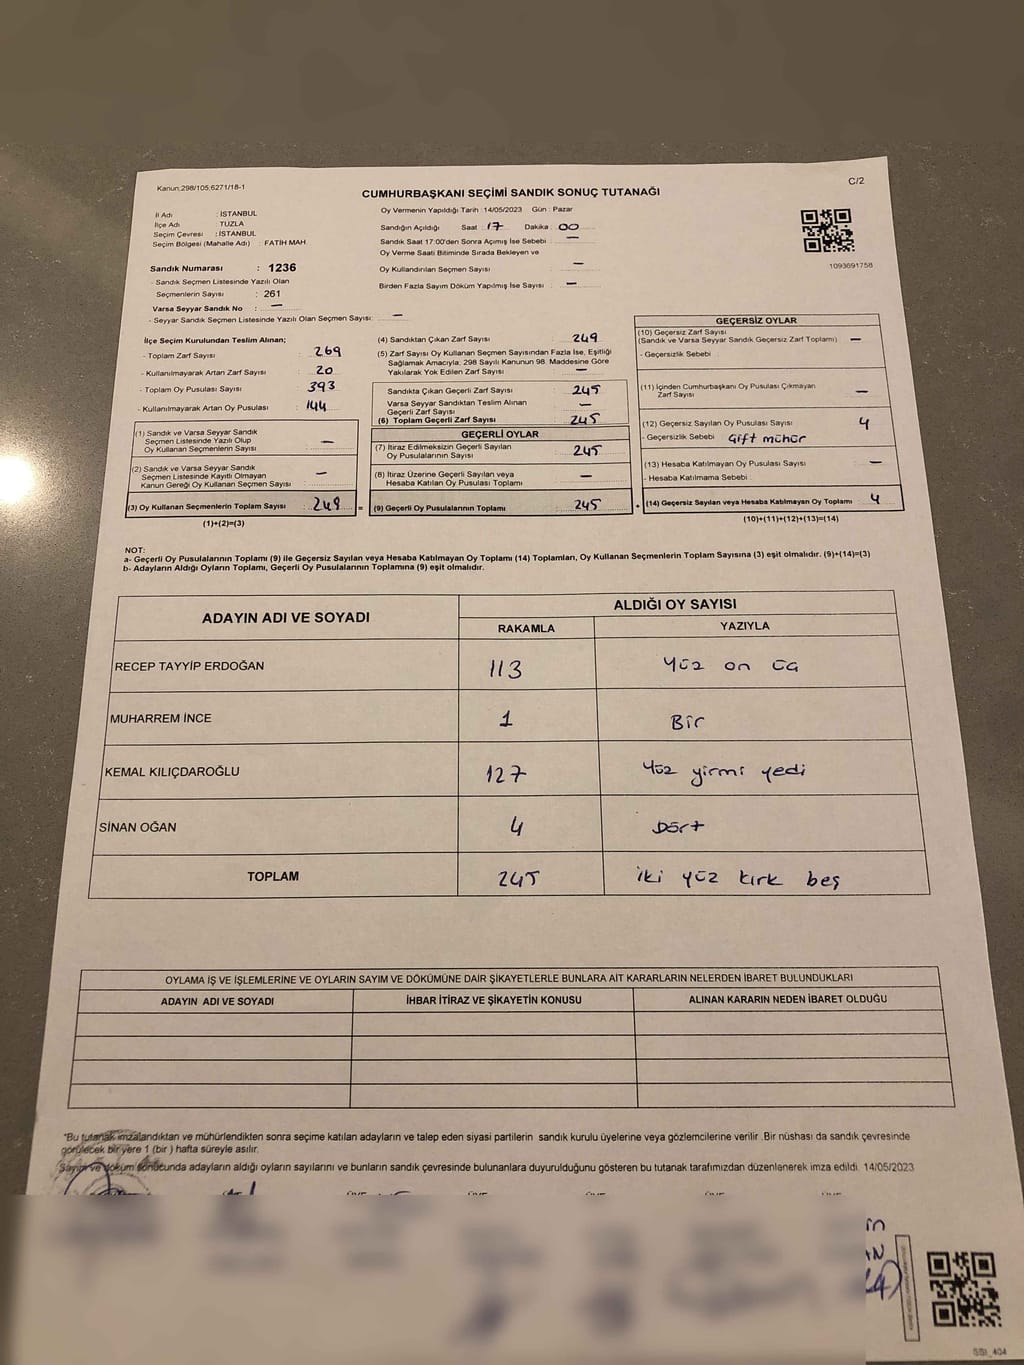 Kanun;298/105;6271/18-1
C/2
CUMHURBAŞKANI SEÇİMİ SANDIK SONUÇ TUTANAĞI
İl Adı : İSTANBUL
İlçe Adı : TUZLA
Seçim Çevresi : İSTANBUL
Seçim Bölgesi (Mahalle Adı) : FATİH MAH.
Sandık Numarası : 1236
- Sandık Seçmen Listesinde Yazılı Olan
Seçmenlerin Sayısı : 261
Varsa Seyyar Sandık No : —
- Seyyar Sandık Seçmen Listesinde Yazılı Olan Seçmen Sayısı: —
Oy Vermenin Yapıldığı Tarih :14/05/2023 Gün : Pazar
Sandığın Açıldığı Saat : 17 Dakika : 00
Sandık Saat 17:00'den Sonra Açılmış İse Sebebi : —
Oy Verme Saati Bitiminde Sırada Bekleyen ve
Oy Kullandırılan Seçmen Sayısı : —
Birden Fazla Sayım Döküm Yapılmış İse Sayısı : —
1093691758
İlçe Seçim Kurulundan Teslim Alınan;
- Toplam Zarf Sayısı : 269
- Kullanılmayarak Artan Zarf Sayısı : 20
- Toplam Oy Pusulası Sayısı : 393
- Kullanılmayarak Artan Oy Pusulası : 144
(1) Sandık ve Varsa Seyyar Sandık
Seçmen Listesinde Yazılı Olup
Oy Kullanan Seçmenlerin Sayısı : —
(2) Sandık ve Varsa Seyyar Sandık
Seçmen Listesinde Kayıtlı Olmayan
Kanun Gereği Oy Kullanan Seçmen Sayısı : —
(3) Oy Kullanan Seçmenlerin Toplam Sayısı : 249 =
(1)+(2)=(3)
(4) Sandıktan Çıkan Zarf Sayısı : 249
(5) Zarf Sayısı Oy Kullanan Seçmen Sayısından Fazla İse, Eşitliği
Sağlamak Amacıyla; 298 Sayılı Kanunun 98. Maddesine Göre
Yakılarak Yok Edilen Zarf Sayısı : —
Sandıkta Çıkan Geçerli Zarf Sayısı : 245
Varsa Seyyar Sandıktan Teslim Alınan
Geçerli Zarf Sayısı : —
(6) Toplam Geçerli Zarf Sayısı : 245
GEÇERLİ OYLAR
(7) İtiraz Edilmeksizin Geçerli Sayılan
Oy Pusulalarının Sayısı : 245
(8) İtiraz Üzerine Geçerli Sayılan veya
Hesaba Katılan Oy Pusulası Toplamı : —
(9) Geçerli Oy Pusulalarının Toplamı : 245 +
GEÇERSİZ OYLAR
(10) Geçersiz Zarf Sayısı
(Sandık ve Varsa Seyyar Sandık Geçersiz Zarf Toplamı) : —
- Geçersizlik Sebebi :
(11) İçinden Cumhurbaşkanı Oy Pusulası Çıkmayan
Zarf Sayısı : —
(12) Geçersiz Sayılan Oy Pusulası Sayısı : 4
- Geçersizlik Sebebi : Çift mühür
(13) Hesaba Katılmayan Oy Pusulası Sayısı : —
- Hesaba Katılmama Sebebi :
(14) Geçersiz Sayılan veya Hesaba Katılmayan Oy Toplamı : 4
(10)+(11)+(12)+(13)=(14)
NOT:
a- Geçerli Oy Pusulalarının Toplamı (9) ile Geçersiz Sayılan veya Hesaba Katılmayan Oy Toplamı (14) Toplamları, Oy Kullanan Seçmenlerin Toplam Sayısına (3) eşit olmalıdır. (9)+(14)=(3)
b- Adayların Aldığı Oyların Toplamı, Geçerli Oy Pusulalarının Toplamına (9) eşit olmalıdır.
ADAYIN ADI VE SOYADI
ALDIĞI OY SAYISI
RAKAMLA YAZIYLA
RECEP TAYYİP ERDOĞAN 113 Yüz on üç
MUHARREM İNCE 1 Bir
KEMAL KILIÇDAROĞLU 127 Yüz yirmi yedi
SİNAN OĞAN 4 Dört
TOPLAM 245 iki yüz kırk beş
OYLAMA İŞ VE İŞLEMLERİNE VE OYLARIN SAYIM VE DÖKÜMÜNE DAİR ŞİKAYETLERLE BUNLARA AİT KARARLARIN NELERDEN İBARET BULUNDUKLARI
ADAYIN ADI VE SOYADI İHBAR İTİRAZ VE ŞİKAYETİN KONUSU ALINAN KARARIN NEDEN İBARET OLDUĞU
"Bu tutanak imzalandıktan ve mühürlendikten sonra seçime katılan adayların ve talep eden siyasi partilerin sandık kurulu üyelerine veya gözlemcilerine verilir. Bir nüshası da sandık çevresinde
görülecek bir yere 1 (bir) hafta süreyle asılır.
Sayım ve döküm sonucunda adayların aldığı oyların sayılarını ve bunların sandık çevresinde bulunanlara duyurulduğunu gösteren bu tutanak tarafımızdan düzenlenerek imza edildi. 14/05/2023
SSI_404